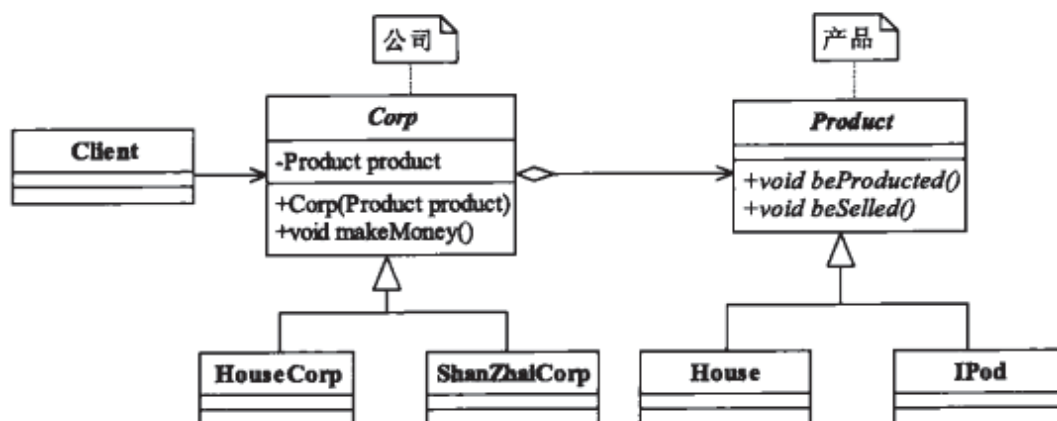 公司
产品
Corp
Product
Client
-Product product
+Corp(Product product)
+void makeMoney()
+void beProducted()
+void beSelled()
HouseCorp
ShanZhaiCorp
House
IPod